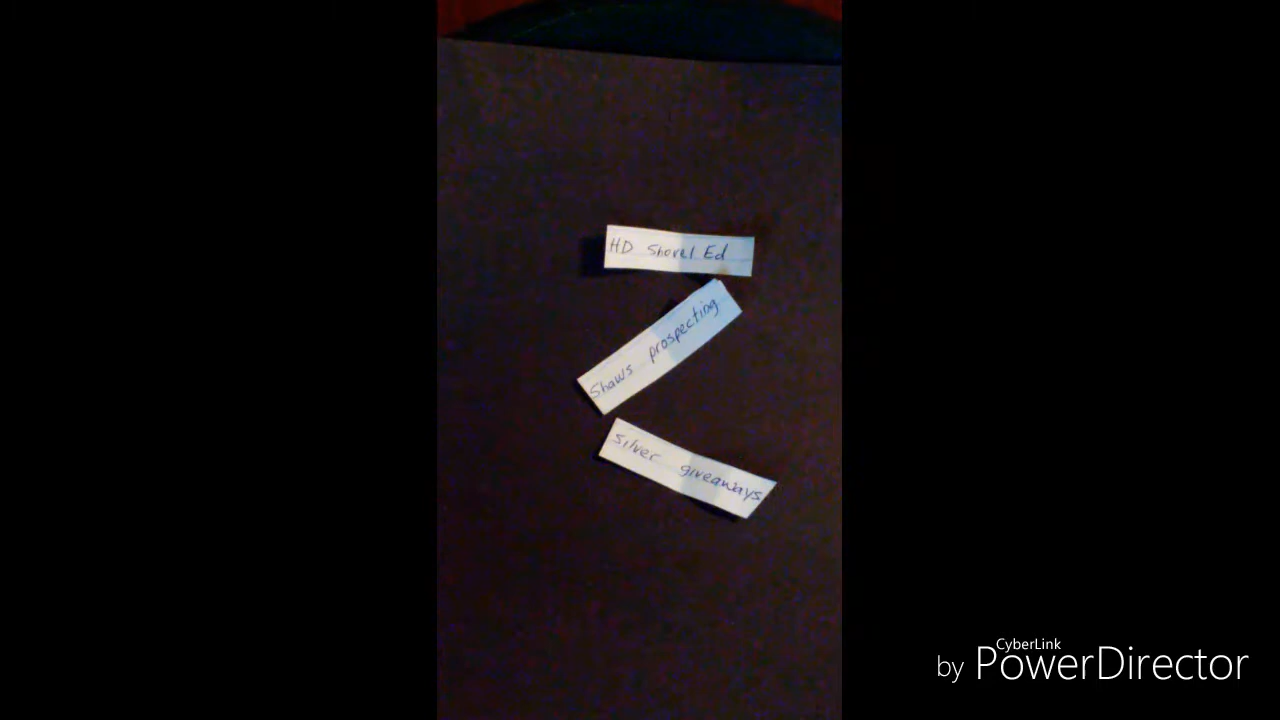 HD Shovel Ed
Shaws prospecting
Silver giveaways
CyberLink
by PowerDirector